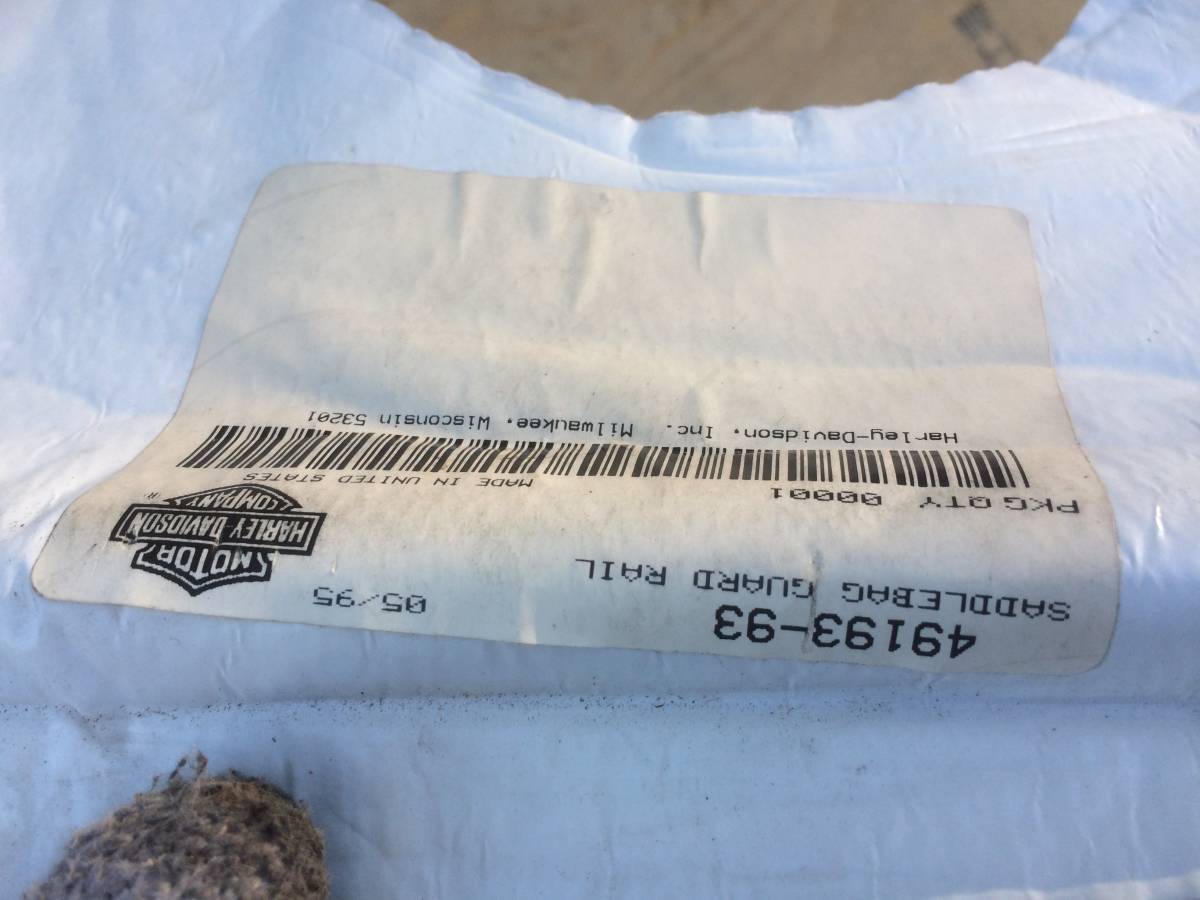 49193-93
05/95
SADDLEBAG GUARD RAIL
MOTOR
HARLEY-DAVIDSON
COMPANY
®
PKG QTY 00001
MADE IN UNITED STATES
Harley-Davidson, Inc. Milwaukee, Wisconsin 53201